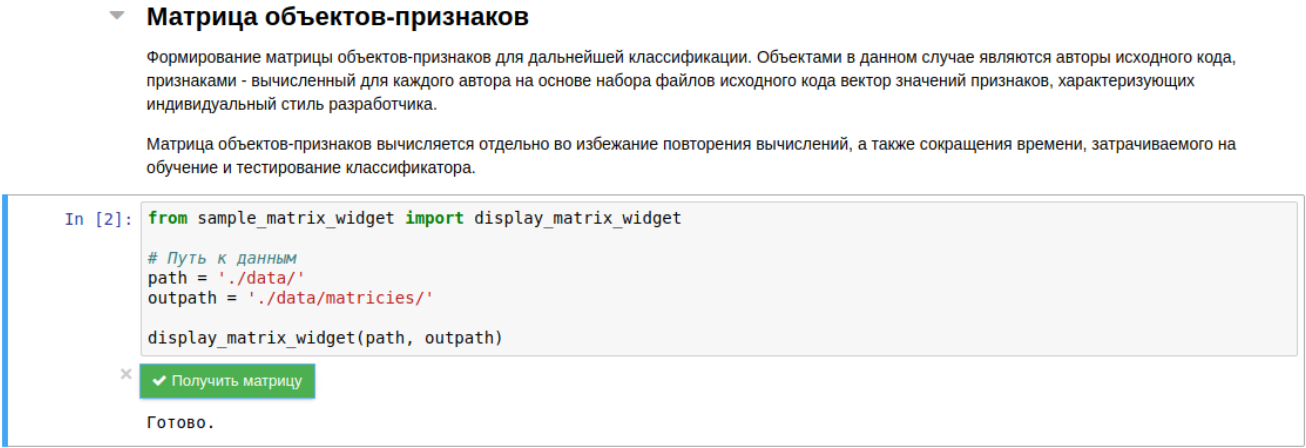 Матрица объектов-признаков
Формирование матрицы объектов-признаков для дальнейшей классификации. Объектами в данном случае являются авторы исходного кода,
признаками - вычисленный для каждого автора на основе набора файлов исходного кода вектор значений признаков, характеризующих
индивидуальный стиль разработчика.
Матрица объектов-признаков вычисляется отдельно во избежание повторения вычислений, а также сокращения времени, затрачиваемого на
обучение и тестирование классификатора.
In [2]: from sample_matrix_widget import display_matrix_widget
# Путь к данным
path = './data/'
outpath = './data/matricies/'
display_matrix_widget(path, outpath)
Получить матрицу
Готово.